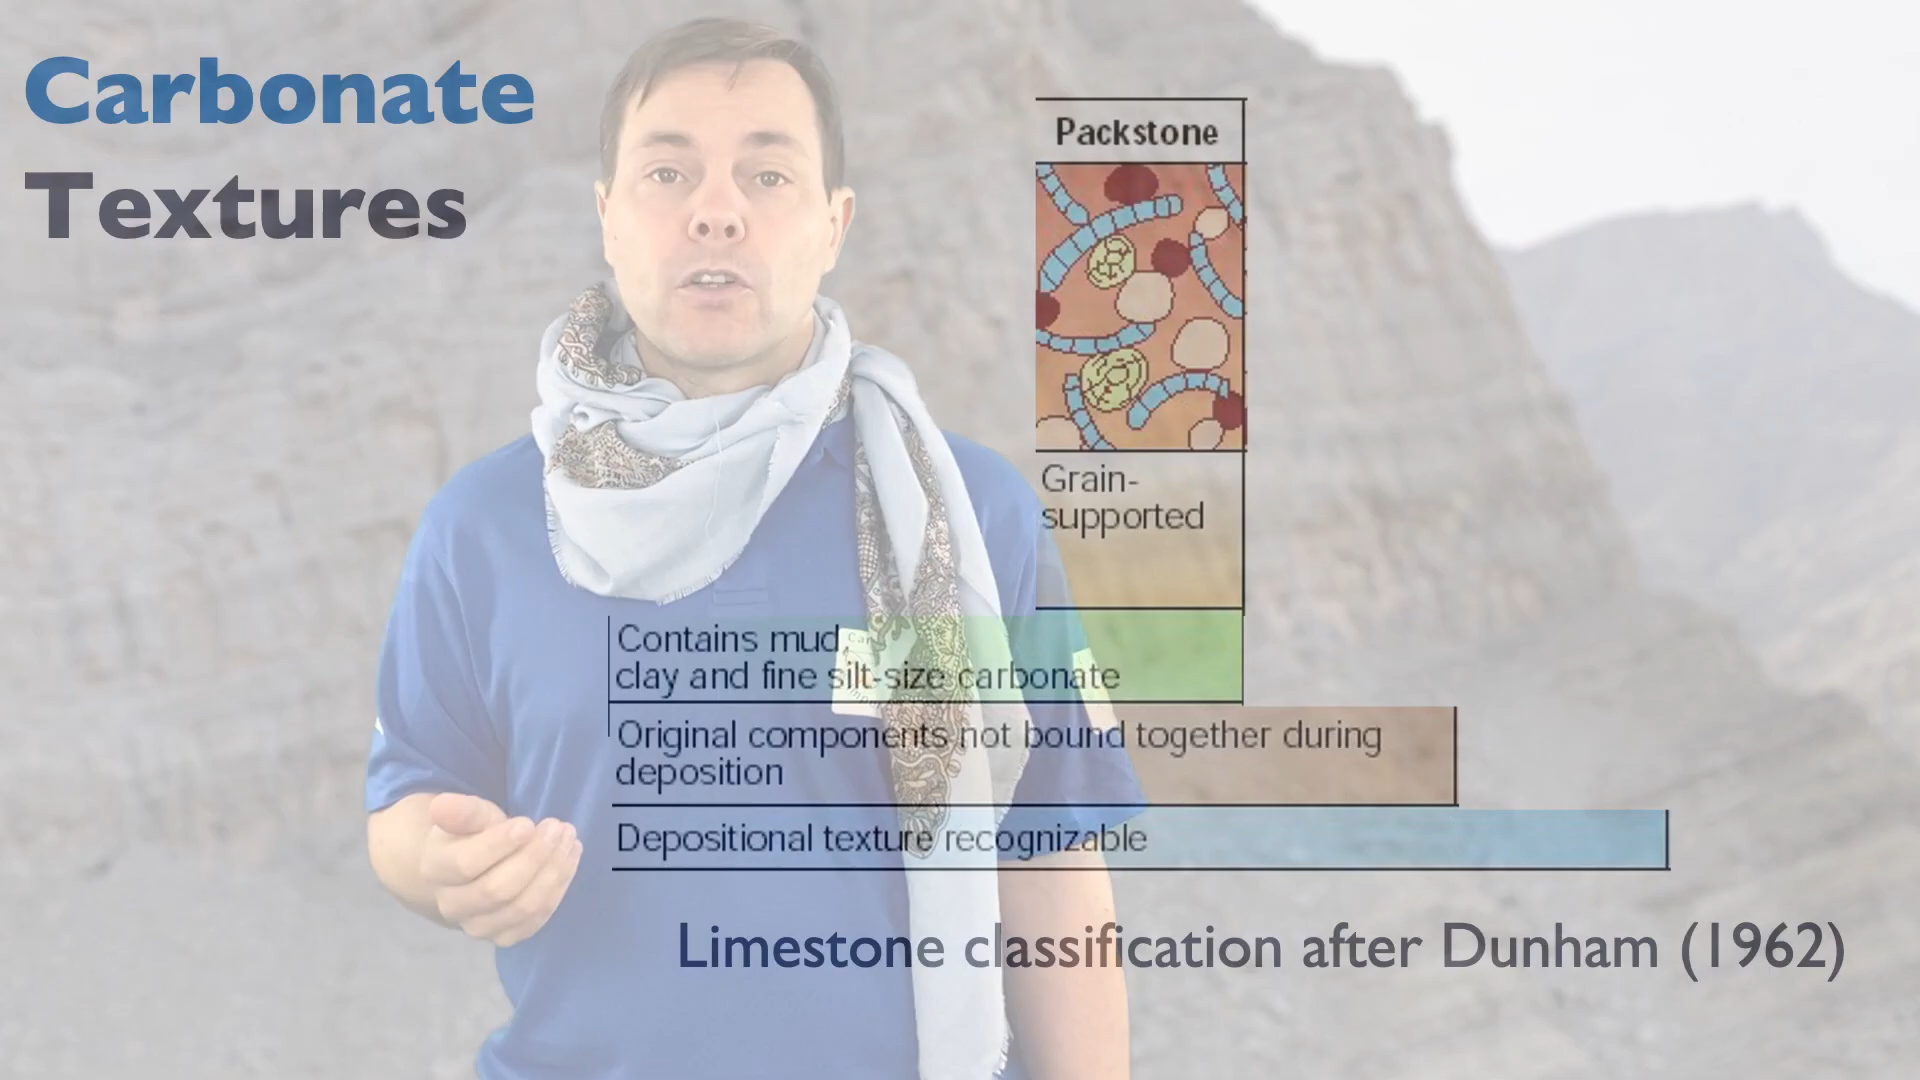 Carbonate
Textures
Packstone
Grain-
supported
Contains mud,
clay and fine silt-size carbonate
Original components not bound together during
deposition
Depositional texture recognizable
Limestone classification after Dunham (1962)